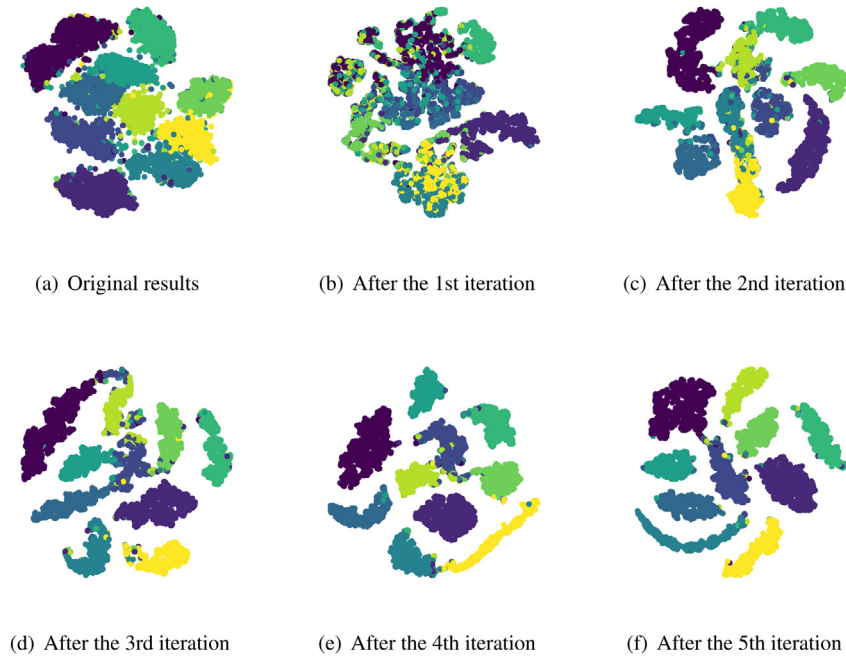 (a) Original results
(b) After the 1st iteration
(c) After the 2nd iteration
(d) After the 3rd iteration
(e) After the 4th iteration
(f) After the 5th iteration